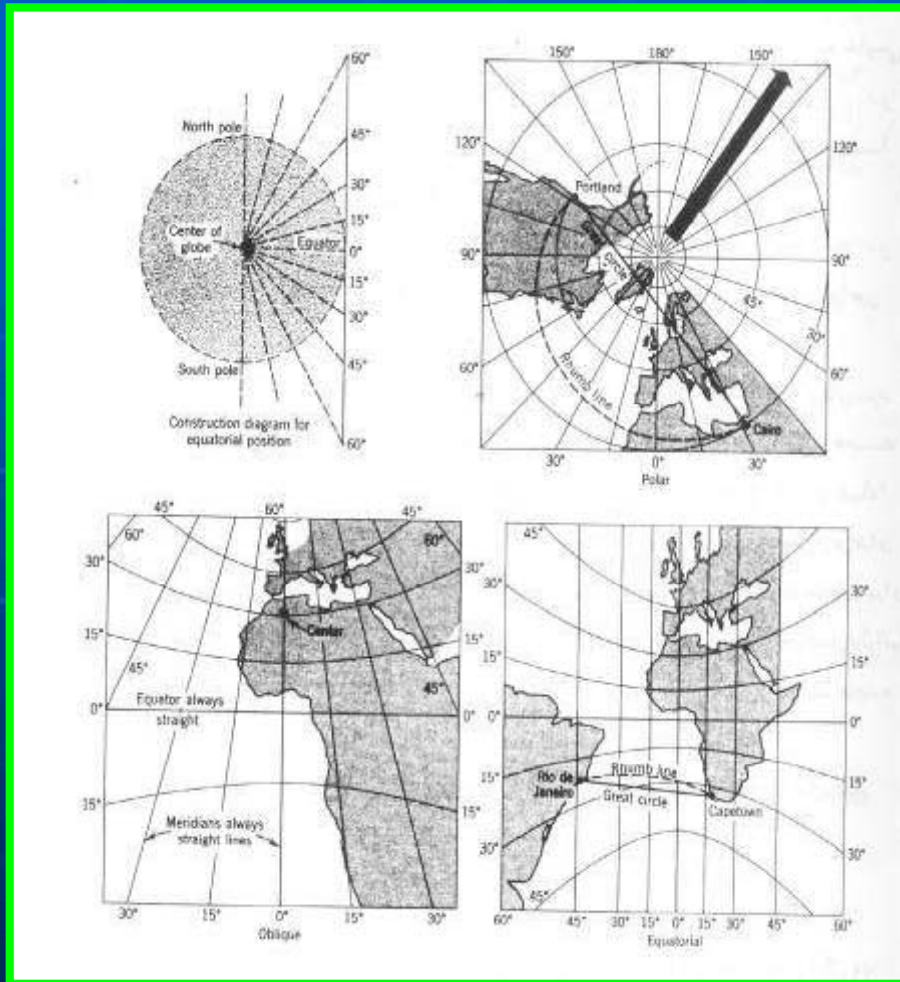 60°
45°
30°
15°
0°
15°
30°
45°
60°
North pole
Center of
globe
Equator
South pole
Construction diagram for
equatorial position
150° 180° 150°
120° 120°
Portland
90° 90°
circle
45°
30°
60° 60°
Rhumb line
Cairo
30° 0° 30°
Polar
45° 60° 45°
60° 60°
30°
Center
15°
45° 45°
Equator always
straight
0° 0°
15° 15°
Meridians always
straight lines
30° 15° 0° 15° 30°
Oblique
45°
30° 30°
15° 15°
0° 0°
Rio de
Janeiro
Rhumb line
Great circle
Capetown
15°
15°
30° 30°
45°
60° 45° 30° 15° 0° 15° 30° 45° 60°
Equatorial